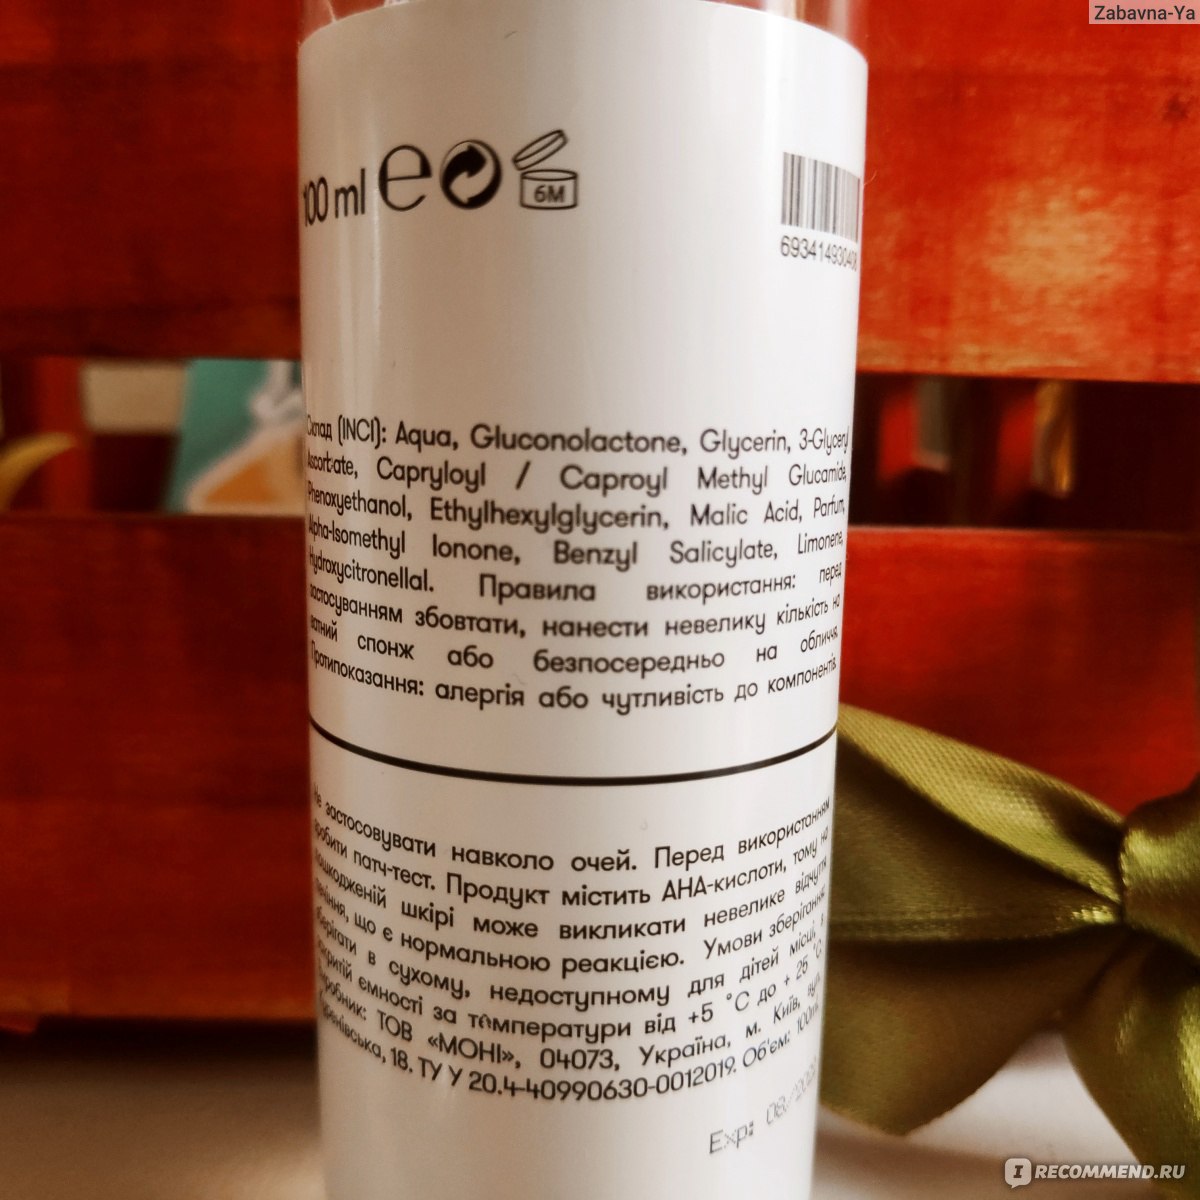 Zabavna-Ya
100 ml e
6M
693414930408
Склад (INCI): Aqua, Gluconolactone, Glycerin, 3-Glyceryl
Ascorbate, Capryloyl / Caproyl Methyl Glucamide,
Phenoxyethanol, Ethylhexylglycerin, Malic Acid, Parfum,
Alpha-Isomethyl Ionone, Benzyl Salicylate, Limonene,
Hydroxycitronellal. Правила використання: перед
застосуванням збовтати, нанести невелику кількість на
ватний спонж або безпосередньо на обличчя.
Протипоказання: алергія або чутливість до компонентів.
Не застосовувати навколо очей. Перед використанням
зробити патч-тест. Продукт містить АНА-кислоти, тому на
пошкодженій шкірі може викликати невелике відчуття
печіння, що є нормальною реакцією. Умови зберігання:
зберігати в сухому, недоступному для дітей місці, в
закритій ємності за температури від +5 °C до + 25 °C.
Виробник: ТОВ «МОНІ», 04073, Україна, м. Київ, вул.
18. ТУ У 20.4-40990630-0012019. Об'єм: 100ml
Exp:
IRECOMMEND.RU